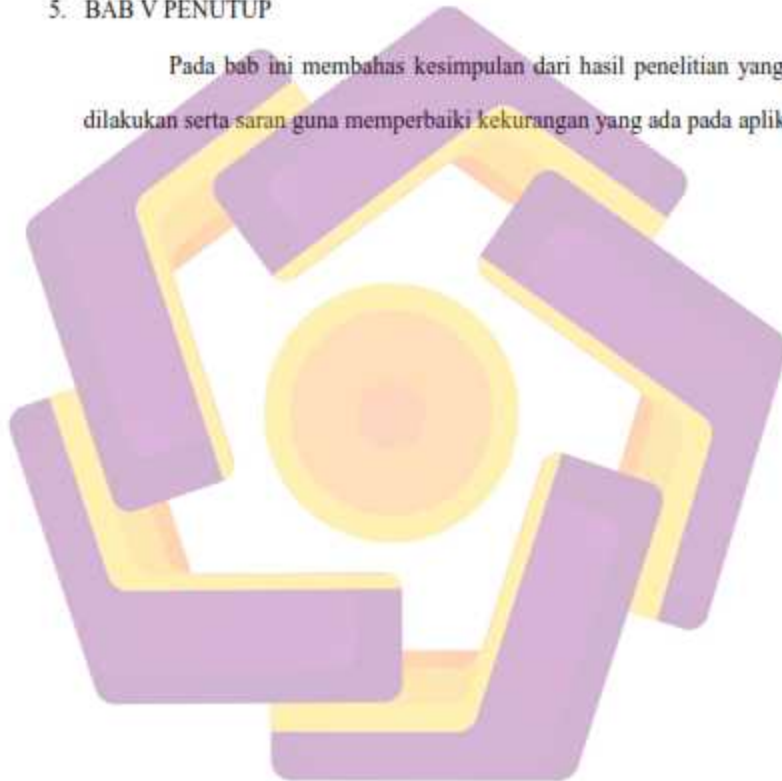 5. BAB V PENUTUP
Pada bab ini membahas kesimpulan dari hasil penelitian yang
dilakukan serta saran guna memperbaiki kekurangan yang ada pada aplik